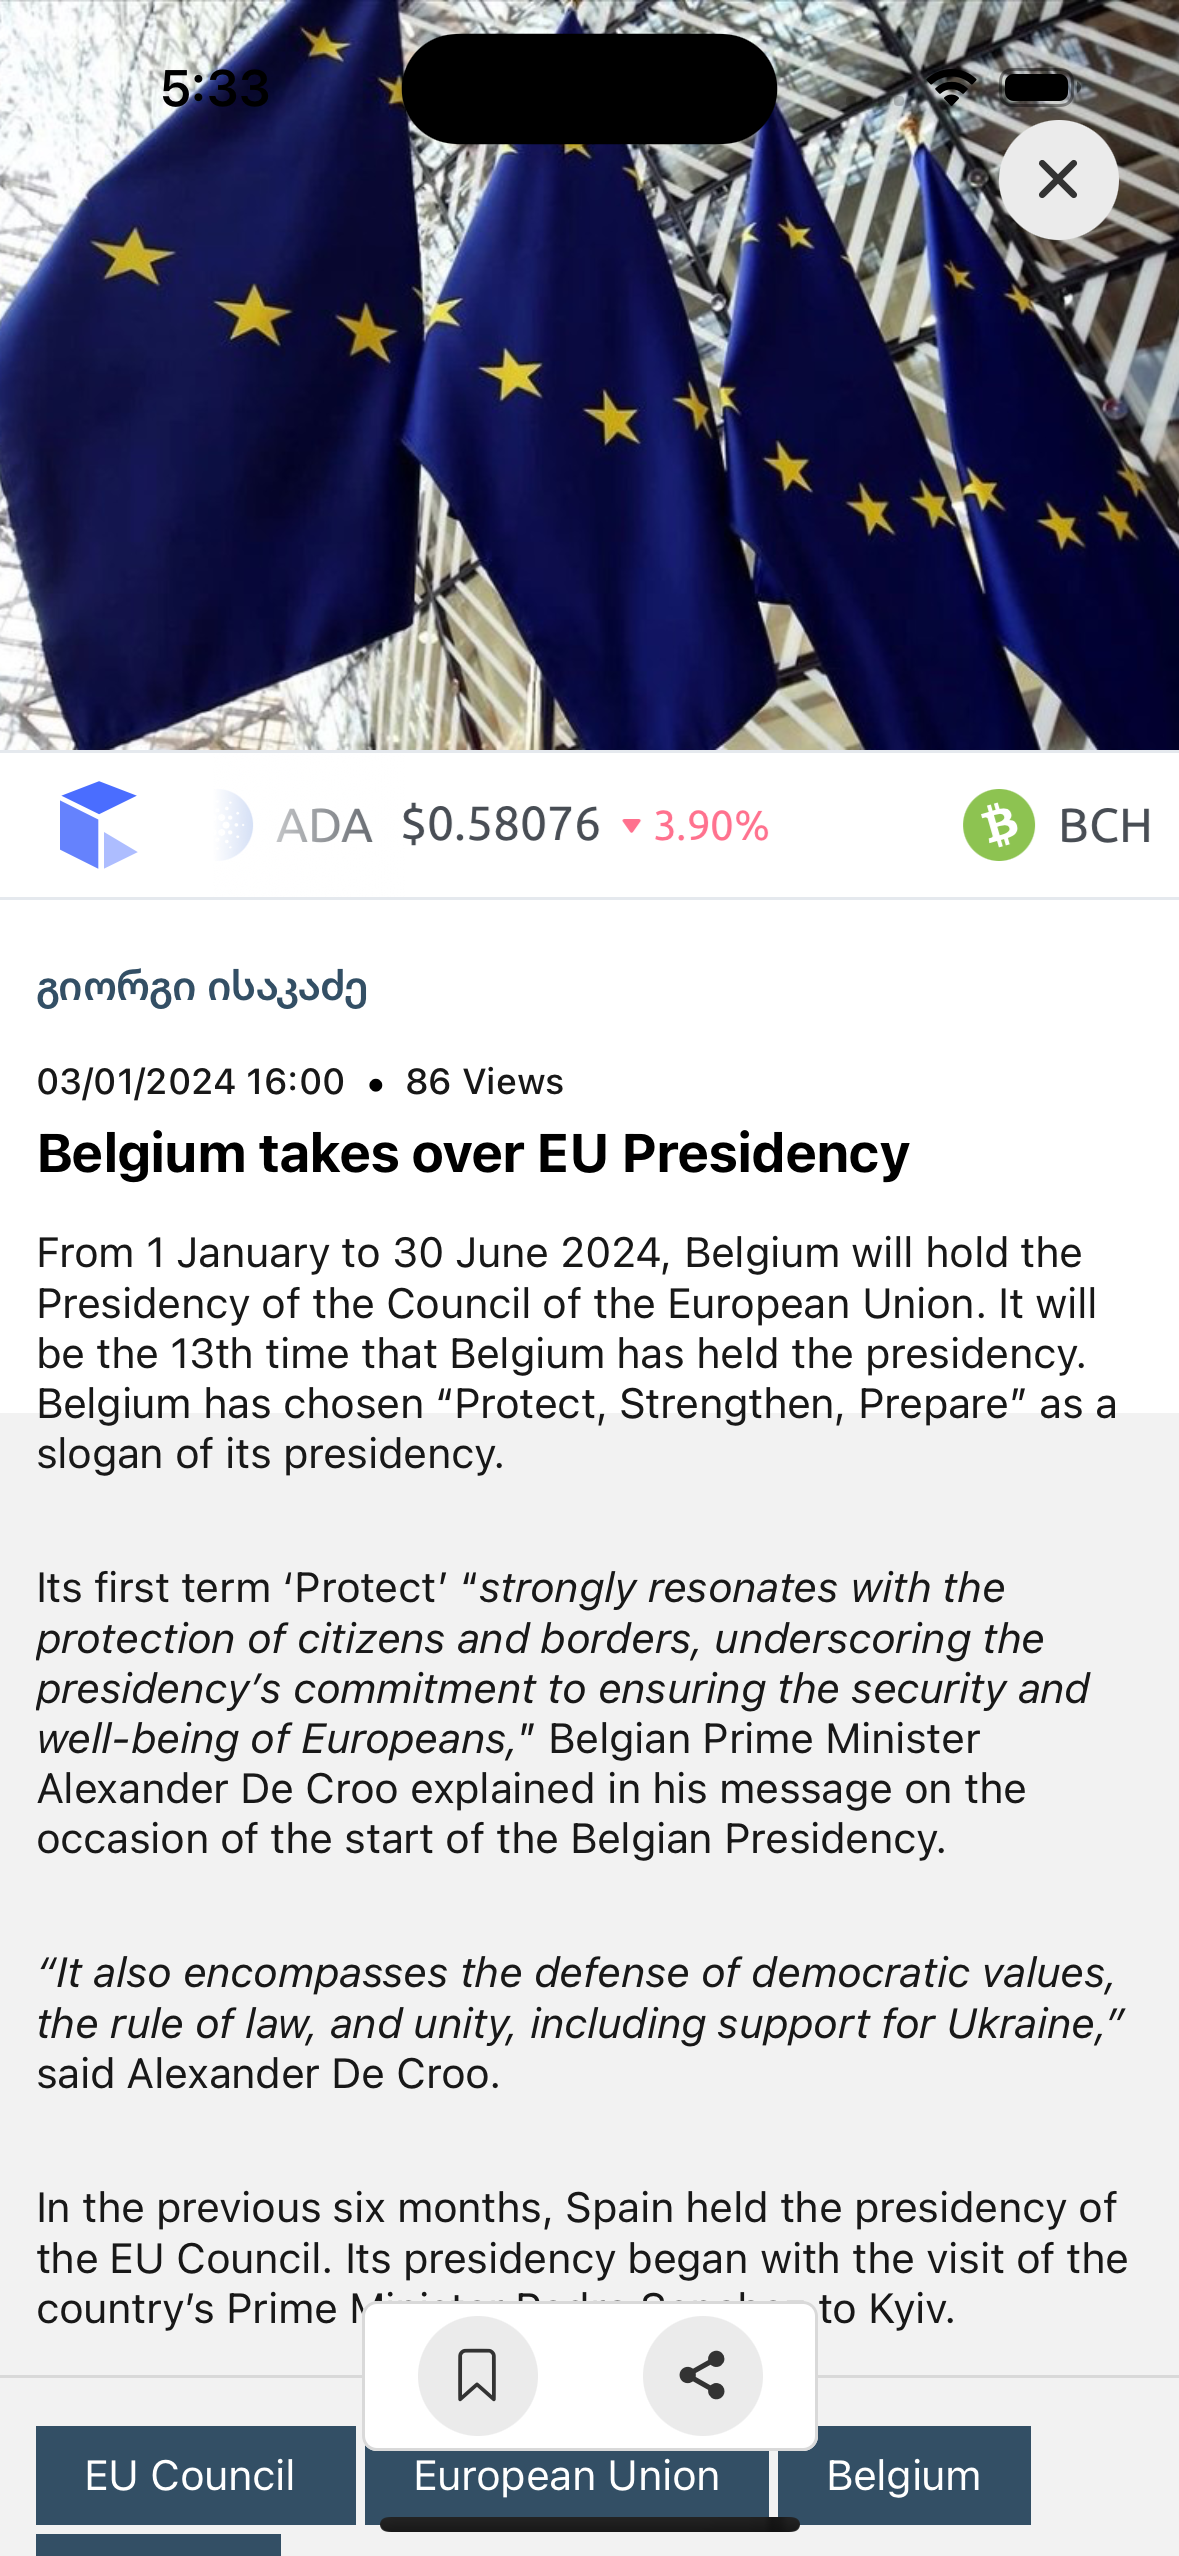 5:33
ADA $0.58076 ▼ 3.90% BCH
გიორგი ისაკაძე
03/01/2024 16:00 • 86 Views
Belgium takes over EU Presidency
From 1 January to 30 June 2024, Belgium will hold the
Presidency of the Council of the European Union. It will
be the 13th time that Belgium has held the presidency.
Belgium has chosen “Protect, Strengthen, Prepare” as a
slogan of its presidency.
Its first term ‘Protect’ “strongly resonates with the
protection of citizens and borders, underscoring the
presidency’s commitment to ensuring the security and
well-being of Europeans,” Belgian Prime Minister
Alexander De Croo explained in his message on the
occasion of the start of the Belgian Presidency.
“It also encompasses the defense of democratic values,
the rule of law, and unity, including support for Ukraine,”
said Alexander De Croo.
In the previous six months, Spain held the presidency of
the EU Council. Its presidency began with the visit of the
country’s Prime to Kyiv.
EU Council
European Union
Belgium